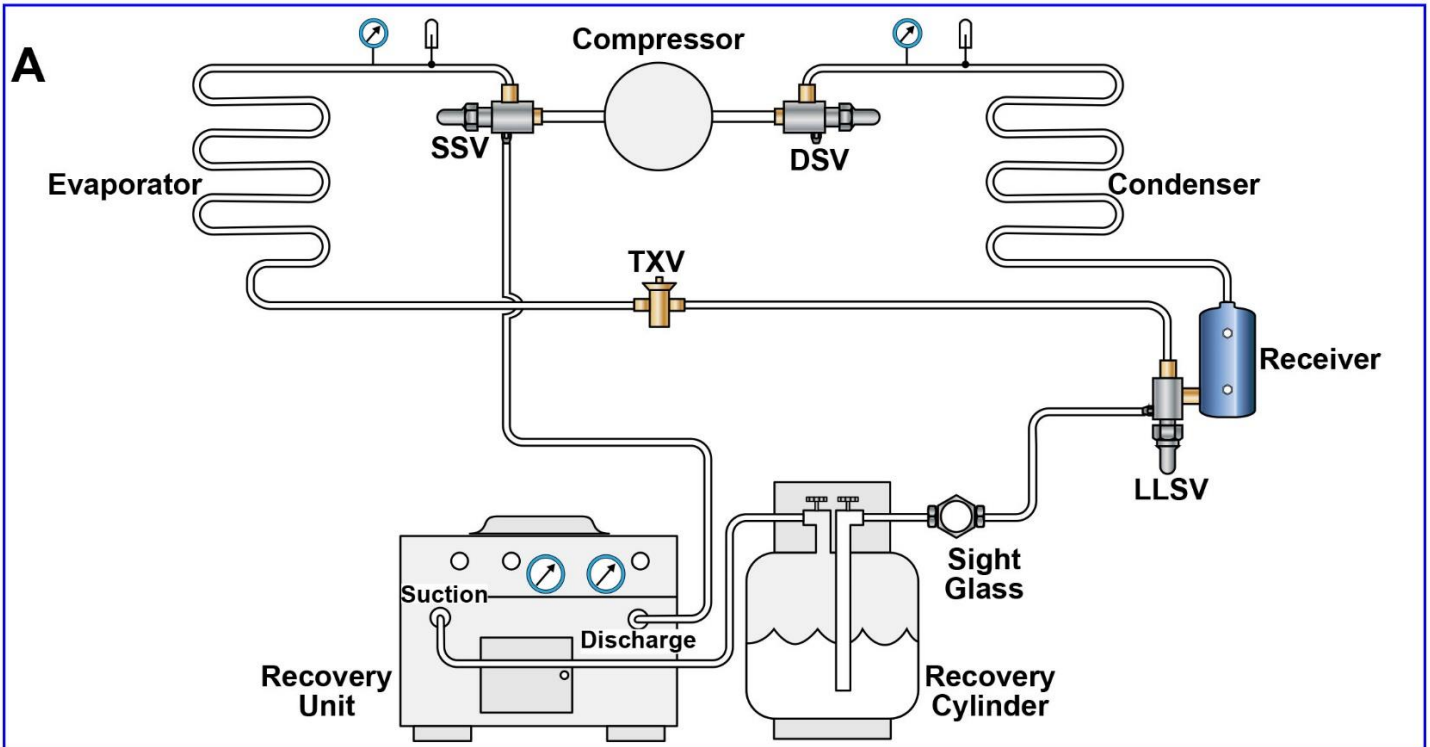 A
Compressor
SSV
DSV
Evaporator
Condenser
TXV
Receiver
LLSV
Sight
Glass
Suction
Discharge
Recovery
Unit
Recovery
Cylinder